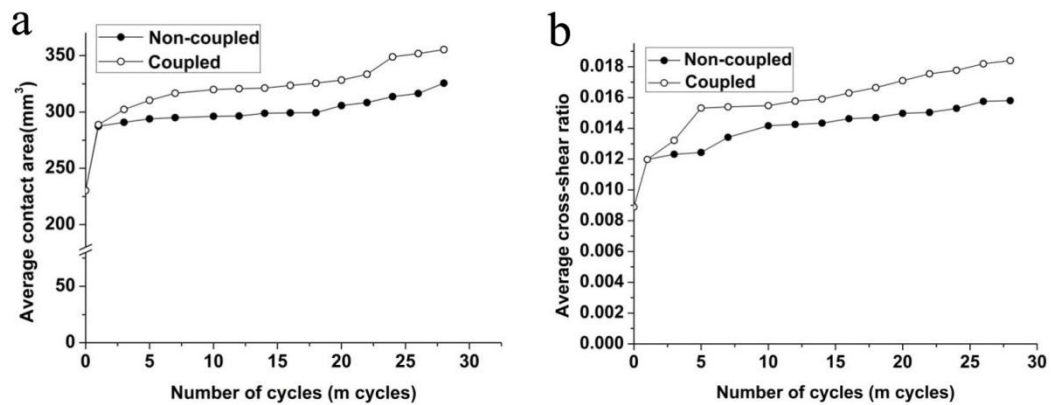 a
Non-coupled
Coupled
350
300
250
200
50
0
Average contact area(mm³)
0 5 10 15 20 25 30
Number of cycles (m cycles)
b
Non-coupled
Coupled
0.018
0.016
0.014
0.012
0.010
0.008
0.006
0.004
0.002
0.000
Average cross-shear ratio
0 5 10 15 20 25 30
Number of cycles (m cycles)